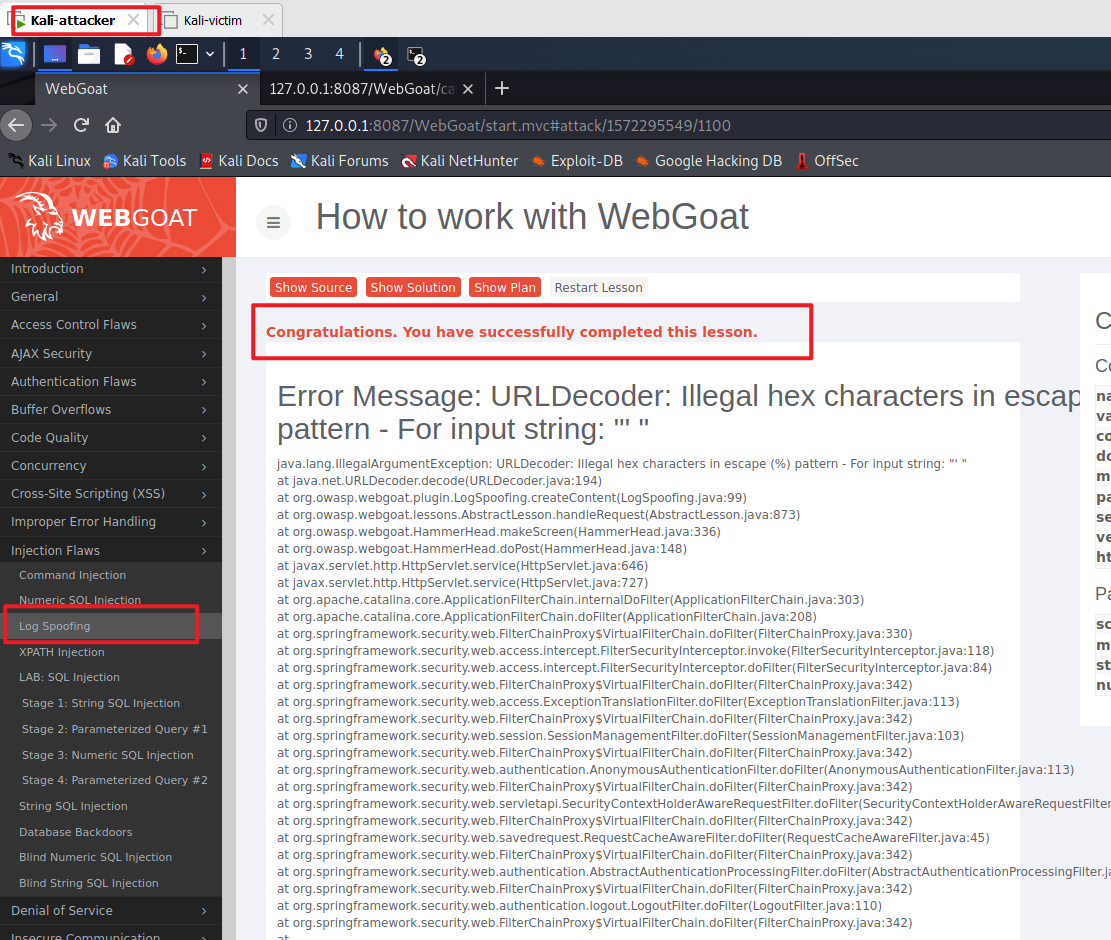 Kali-attacker
Kali-victim
1 2 3 4
2
2
WebGoat
127.0.0.1:8087/WebGoat/ca
127.0.0.1:8087/WebGoat/start.mvc#attack/1572295549/1100
Kali Linux
Kali Tools
Kali Docs
Kali Forums
Kali NetHunter
Exploit-DB
Google Hacking DB
OffSec
WEBGOAT
How to work with WebGoat
Introduction
General
Access Control Flaws
AJAX Security
Authentication Flaws
Buffer Overflows
Code Quality
Concurrency
Cross-Site Scripting (XSS)
Improper Error Handling
Injection Flaws
Command Injection
Numeric SQL Injection
Log Spoofing
XPATH Injection
LAB: SQL Injection
Stage 1: String SQL Injection
Stage 2: Parameterized Query #1
Stage 3: Numeric SQL Injection
Stage 4: Parameterized Query #2
String SQL Injection
Database Backdoors
Blind Numeric SQL Injection
Blind String SQL Injection
Denial of Service
Insecure Communication
Show Source
Show Solution
Show Plan
Restart Lesson
Congratulations. You have successfully completed this lesson.
Error Message: URLDecoder: Illegal hex characters in escap
pattern - For input string: "' "
java.lang.IllegalArgumentException: URLDecoder: Illegal hex characters in escape (%) pattern - For input string: "' "
at java.net.URLDecoder.decode(URLDecoder.java:194)
at org.owasp.webgoat.plugin.LogSpoofing.createContent(LogSpoofing.java:99)
at org.owasp.webgoat.lessons.AbstractLesson.handleRequest(AbstractLesson.java:873)
at org.owasp.webgoat.HammerHead.makeScreen(HammerHead.java:336)
at org.owasp.webgoat.HammerHead.doPost(HammerHead.java:148)
at javax.servlet.http.HttpServlet.service(HttpServlet.java:646)
at javax.servlet.http.HttpServlet.service(HttpServlet.java:727)
at org.apache.catalina.core.ApplicationFilterChain.internalDoFilter(ApplicationFilterChain.java:303)
at org.apache.catalina.core.ApplicationFilterChain.doFilter(ApplicationFilterChain.java:208)
at org.springframework.security.web.FilterChainProxy$VirtualFilterChain.doFilter(FilterChainProxy.java:330)
at org.springframework.security.web.access.intercept.FilterSecurityInterceptor.invoke(FilterSecurityInterceptor.java:118)
at org.springframework.security.web.access.intercept.FilterSecurityInterceptor.doFilter(FilterSecurityInterceptor.java:84)
at org.springframework.security.web.FilterChainProxy$VirtualFilterChain.doFilter(FilterChainProxy.java:342)
at org.springframework.security.web.access.ExceptionTranslationFilter.doFilter(ExceptionTranslationFilter.java:113)
at org.springframework.security.web.FilterChainProxy$VirtualFilterChain.doFilter(FilterChainProxy.java:342)
at org.springframework.security.web.session.SessionManagementFilter.doFilter(SessionManagementFilter.java:103)
at org.springframework.security.web.FilterChainProxy$VirtualFilterChain.doFilter(FilterChainProxy.java:342)
at org.springframework.security.web.authentication.AnonymousAuthenticationFilter.doFilter(AnonymousAuthenticationFilter.java:113)
at org.springframework.security.web.FilterChainProxy$VirtualFilterChain.doFilter(FilterChainProxy.java:342)
at org.springframework.security.web.servletapi.SecurityContextHolderAwareRequestFilter.doFilter(SecurityContextHolderAwareRequestFilter
at org.springframework.security.web.FilterChainProxy$VirtualFilterChain.doFilter(FilterChainProxy.java:342)
at org.springframework.security.web.savedrequest.RequestCacheAwareFilter.doFilter(RequestCacheAwareFilter.java:45)
at org.springframework.security.web.FilterChainProxy$VirtualFilterChain.doFilter(FilterChainProxy.java:342)
at org.springframework.security.web.authentication.AbstractAuthenticationProcessingFilter.doFilter(AbstractAuthenticationProcessingFilter.ja
at org.springframework.security.web.FilterChainProxy$VirtualFilterChain.doFilter(FilterChainProxy.java:342)
at org.springframework.security.web.authentication.logout.LogoutFilter.doFilter(LogoutFilter.java:110)
at org.springframework.security.web.FilterChainProxy$VirtualFilterChain.doFilter(FilterChainProxy.java:342)
at
C
Co
na
va
co
do
m
pa
se
ve
ht
Pa
sc
m
st
nu